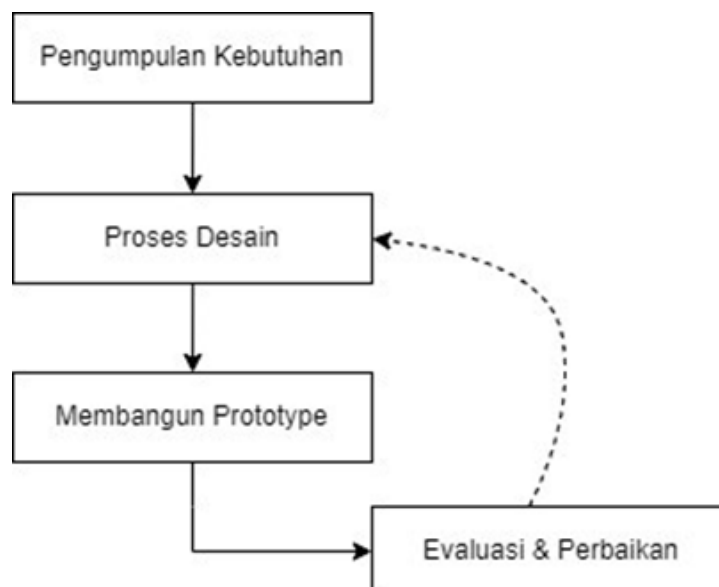 Pengumpulan Kebutuhan
Proses Desain
Membangun Prototype
Evaluasi & Perbaikan